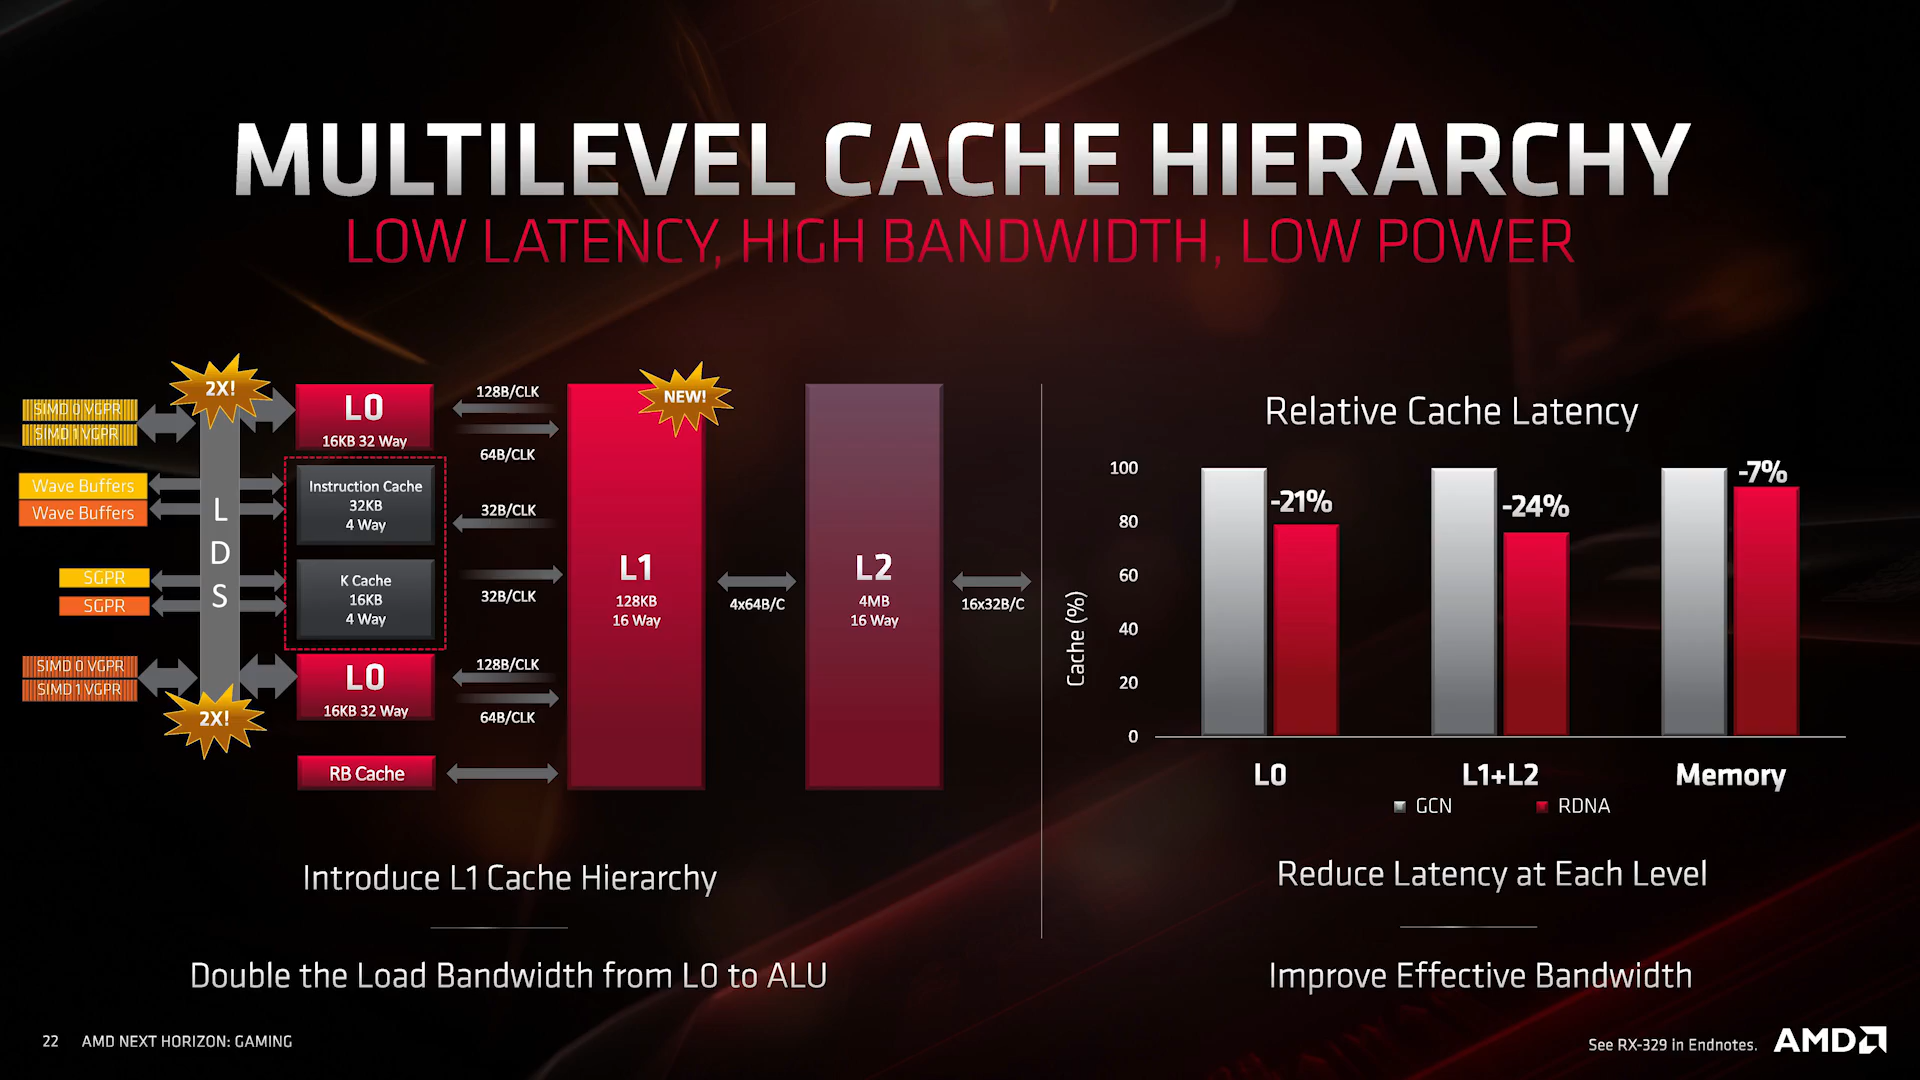 MULTILEVEL CACHE HIERARCHY
LOW LATENCY, HIGH BANDWIDTH, LOW POWER
2X!
SIMD 0 VGPR
SIMD 1 VGPR
Wave Buffers
Wave Buffers
SGPR
SGPR
SIMD 0 VGPR
SIMD 1 VGPR
2X!
L
D
S
L0
16KB 32 Way
Instruction Cache
32KB
4 Way
K Cache
16KB
4 Way
L0
16KB 32 Way
RB Cache
128B/CLK
64B/CLK
32B/CLK
32B/CLK
128B/CLK
64B/CLK
NEW!
L1
128KB
16 Way
4x64B/C
L2
4MB
16 Way
16x32B/C
Introduce L1 Cache Hierarchy
Double the Load Bandwidth from L0 to ALU
Relative Cache Latency
Cache (%)
100
80
60
40
20
0
-21%
-24%
-7%
L0
L1+L2
Memory
GCN
RDNA
Reduce Latency at Each Level
Improve Effective Bandwidth
22 AMD NEXT HORIZON: GAMING
See RX-329 in Endnotes.
AMD